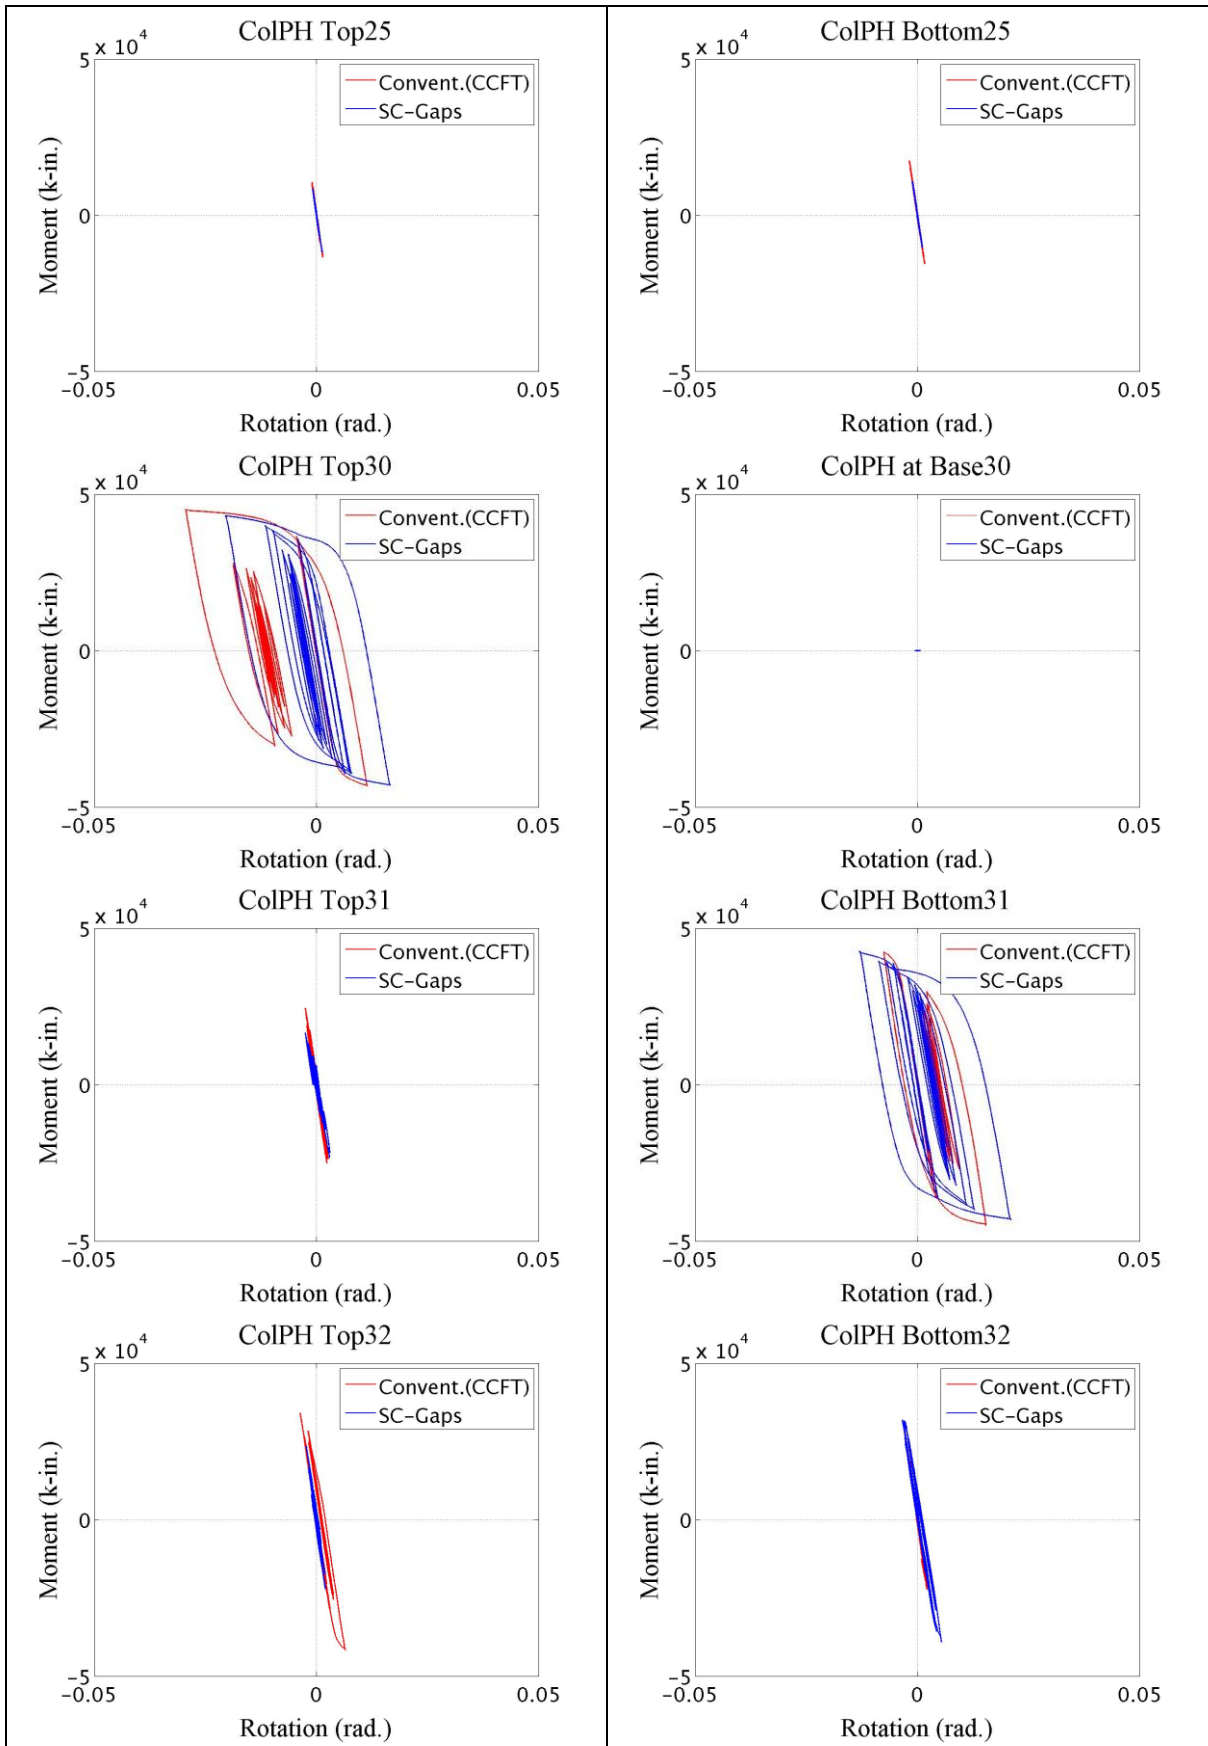 ColPH Top25
5 x 10^4
Convent.(CCFT)
SC-Gaps
Moment (k-in.)
0
-5
-0.05 0 0.05
Rotation (rad.)
ColPH Bottom25
5 x 10^4
Convent.(CCFT)
SC-Gaps
Moment (k-in.)
0
-5
-0.05 0 0.05
Rotation (rad.)
ColPH Top30
5 x 10^4
Convent.(CCFT)
SC-Gaps
Moment (k-in.)
0
-5
-0.05 0 0.05
Rotation (rad.)
ColPH at Base30
5 x 10^4
Convent.(CCFT)
SC-Gaps
Moment (k-in.)
0
-5
-0.05 0 0.05
Rotation (rad.)
ColPH Top31
5 x 10^4
Convent.(CCFT)
SC-Gaps
Moment (k-in.)
0
-5
-0.05 0 0.05
Rotation (rad.)
ColPH Bottom31
5 x 10^4
Convent.(CCFT)
SC-Gaps
Moment (k-in.)
0
-5
-0.05 0 0.05
Rotation (rad.)
ColPH Top32
5 x 10^4
Convent.(CCFT)
SC-Gaps
Moment (k-in.)
0
-5
-0.05 0 0.05
Rotation (rad.)
ColPH Bottom32
5 x 10^4
Convent.(CCFT)
SC-Gaps
Moment (k-in.)
0
-5
-0.05 0 0.05
Rotation (rad.)